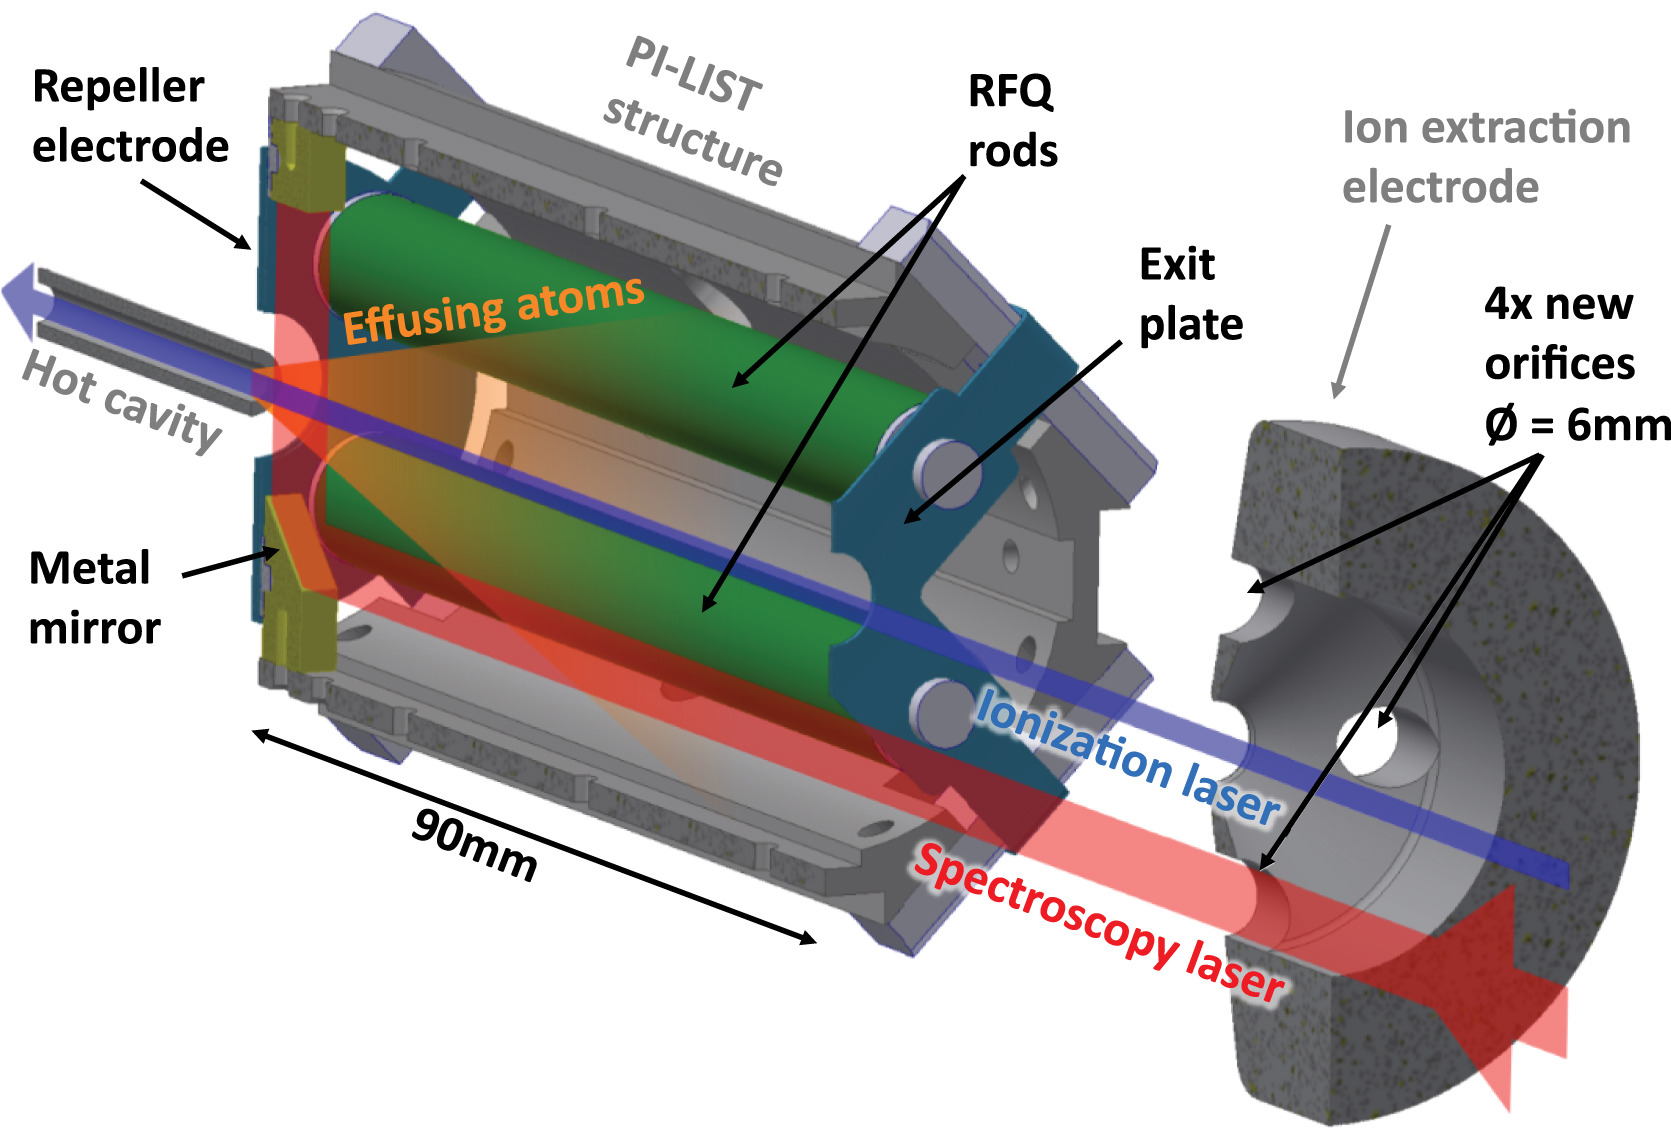 Repeller
electrode
PI-LIST
structure
RFQ
rods
Ion extraction
electrode
Exit
plate
4x new
orifices
Ø = 6mm
Effusing atoms
Hot cavity
Metal
mirror
Ionization laser
90mm
Spectroscopy laser